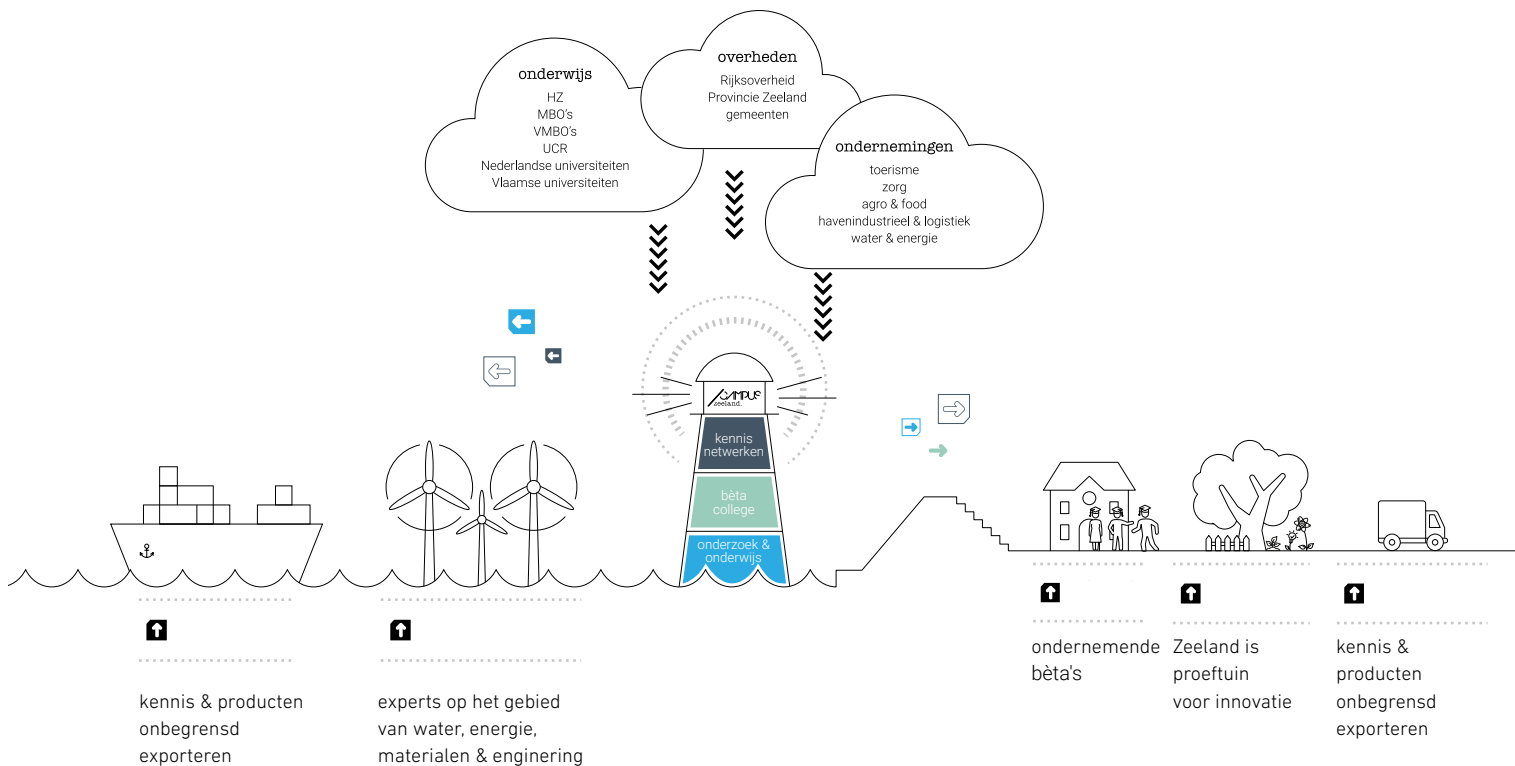 onderwijs
HZ
MBO's
VMBO's
UCR
Nederlandse universiteiten
Vlaamse universiteiten
overheden
Rijksoverheid
Provincie Zeeland
gemeenten
ondernemingen
toerisme
zorg
agro & food
havenindustrieel & logistiek
water & energie
CAMPUS
zeeland.
kennis
netwerken
bèta
college
onderzoek &
onderwijs
kennis & producten
onbegrensd
exporteren
experts op het gebied
van water, energie,
materialen & enginering
ondernemende
bèta's
Zeeland is
proeftuin
voor innovatie
kennis &
producten
onbegrensd
exporteren